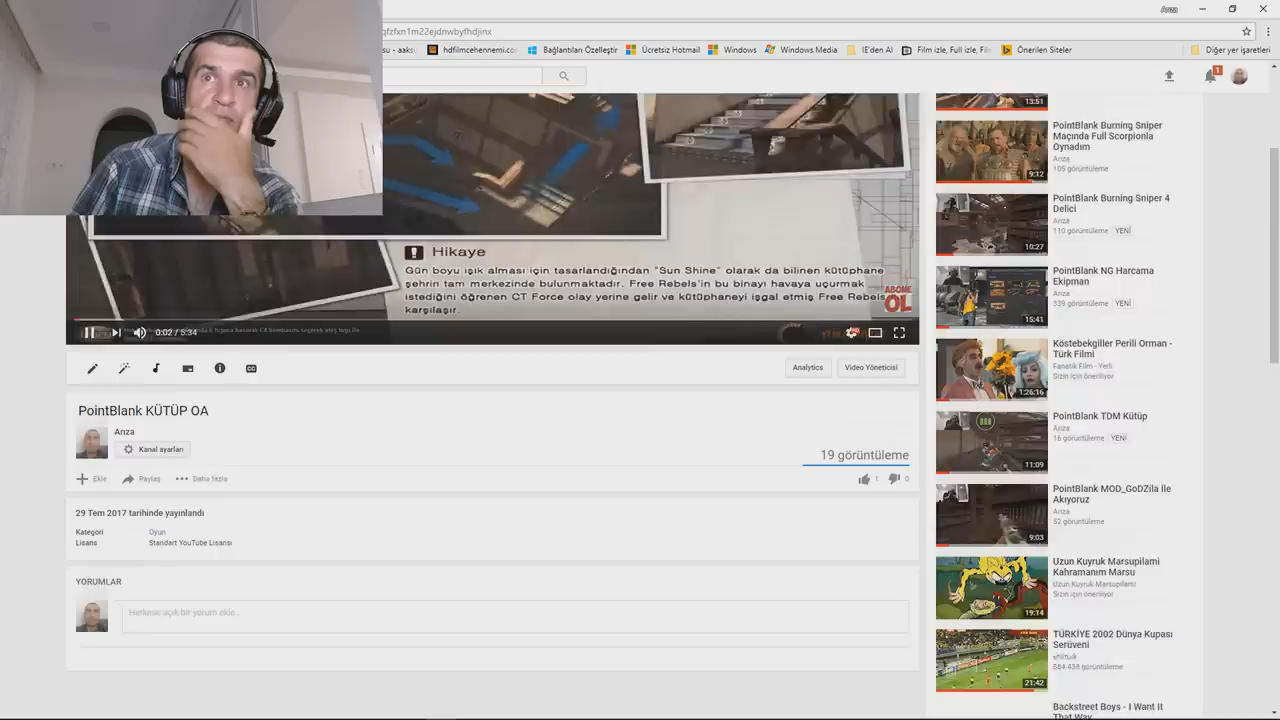 Arıza
qfzfxn1m22ejdnwbyfhdjinx
su - aaksu
hdfilmcehennemi.co
Bağlantıları Özelleştir
Ücretsiz Hotmail
Windows
Windows Media
IE'den Al
Film izle, Full izle, Fil
Önerilen Siteler
Diğer yer işaretleri
1
13:51
PointBlank Burning Sniper
Maçında Full Scorpionla
Oynadım
Arıza
105 görüntüleme
9:12
PointBlank Burning Sniper 4
Delici
Arıza
110 görüntüleme YENİ
10:27
PointBlank NG Harcama
Ekipman
Arıza
339 görüntüleme YENİ
15:41
Köstebekgiller Perili Orman -
Türk Filmi
Fanatik Film - Yerli
Sizin için öneriliyor
1:26:16
PointBlank TDM Kütüp
Arıza
16 görüntüleme YENİ
11:09
PointBlank MOD_GoDZila İle
Akıyoruz
Arıza
52 görüntüleme
9:03
Uzun Kuyruk Marsupilami
Kahramanım Marsu
Uzun Kuyruk Marsupilami
Sizin için öneriliyor
19:14
TÜRKİYE 2002 Dünya Kupası
Serüveni
584.438 görüntüleme
21:42
Backstreet Boys - I Want It
That Way
Hikaye
Gün boyu ışık alması için tasarlandığından "Sun Shine" olarak da bilinen kütüphane
şehrin tam merkezinde bulunmaktadır. Free Rebels'in bu binayı havaya uçurmak
istediğini öğrenen CT Force olay yerine gelir ve kütüphaneyi işgal etmiş Free Rebels
karşılaşır.
ABONE
OL
0:02 / 5:34
Analytics
Video Yöneticisi
PointBlank KÜTÜP OA
Arıza
Kanal ayarları
19 görüntüleme
Ekle
Paylaş
Daha fazla
1
0
29 Tem 2017 tarihinde yayınlandı
Kategori Oyun
Lisans Standart YouTube Lisansı
YORUMLAR
Herkese açık bir yorum ekle...